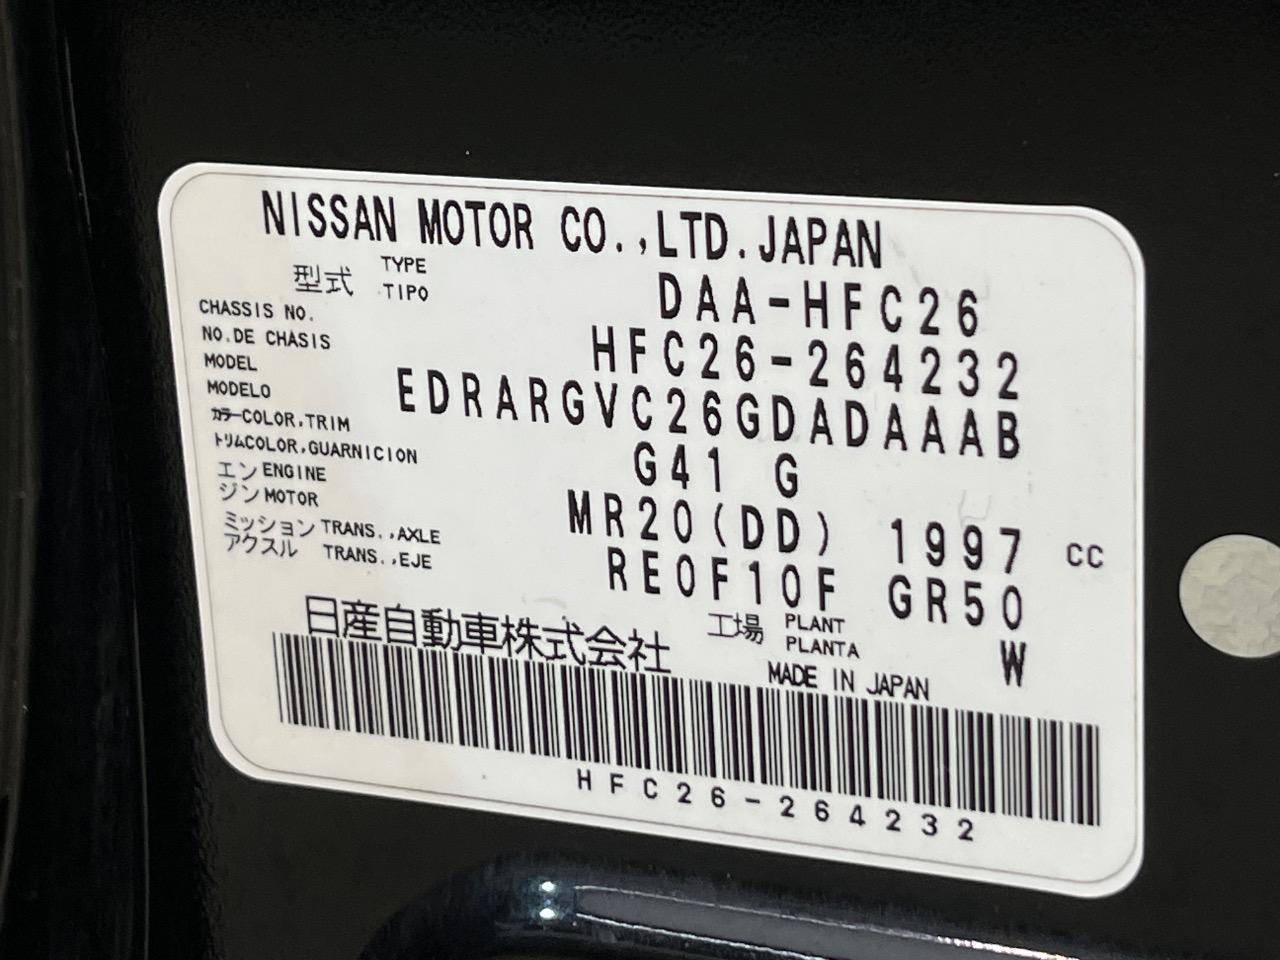 NISSAN MOTOR CO.,LTD.JAPAN
型式 TYPE TIPO DAA-HFC26
CHASSIS NO.
NO.DE CHASIS HFC26-264232
MODEL
MODELO EDRARGVC26GDADAAAB
カラーCOLOR,TRIM
トリムCOLOR,GUARNICION G41 G
エンENGINE
ジンMOTOR MR20(DD) 1997 CC
ミッションTRANS.,AXLE
アクスル TRANS.,EJE RE0F10F GR50
日産自動車株式会社 工場 PLANT PLANTA W
MADE IN JAPAN
HFC26-264232